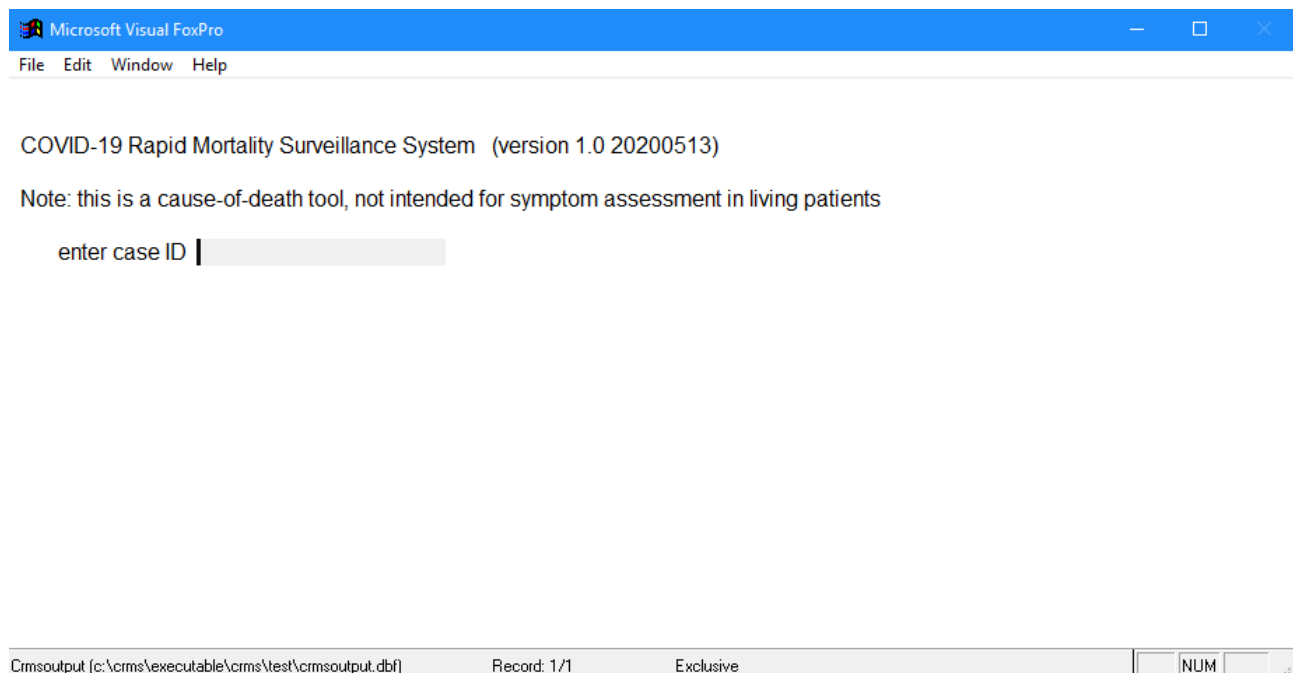 Microsoft Visual FoxPro
File Edit Window Help
COVID-19 Rapid Mortality Surveillance System (version 1.0 20200513)
Note: this is a cause-of-death tool, not intended for symptom assessment in living patients
enter case ID
Crmsoutput (c:\crms\executable\crms\test\crmsoutput.dbf) Record: 1/1 Exclusive NUM